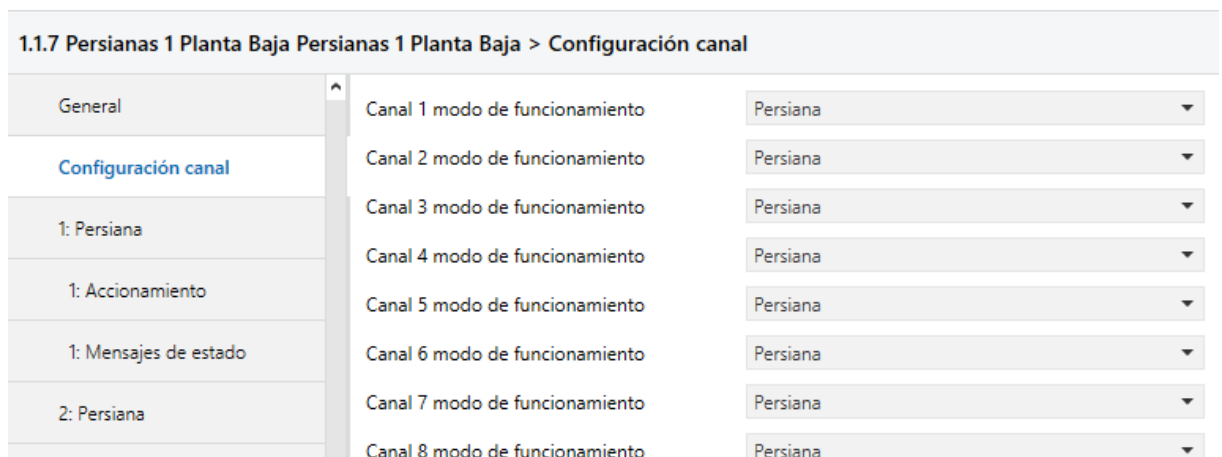 1.1.7 Persianas 1 Planta Baja Persianas 1 Planta Baja > Configuración canal
General
Configuración canal
1: Persiana
1: Accionamiento
1: Mensajes de estado
2: Persiana
Canal 1 modo de funcionamiento Persiana
Canal 2 modo de funcionamiento Persiana
Canal 3 modo de funcionamiento Persiana
Canal 4 modo de funcionamiento Persiana
Canal 5 modo de funcionamiento Persiana
Canal 6 modo de funcionamiento Persiana
Canal 7 modo de funcionamiento Persiana
Canal 8 modo de funcionamiento Persiana